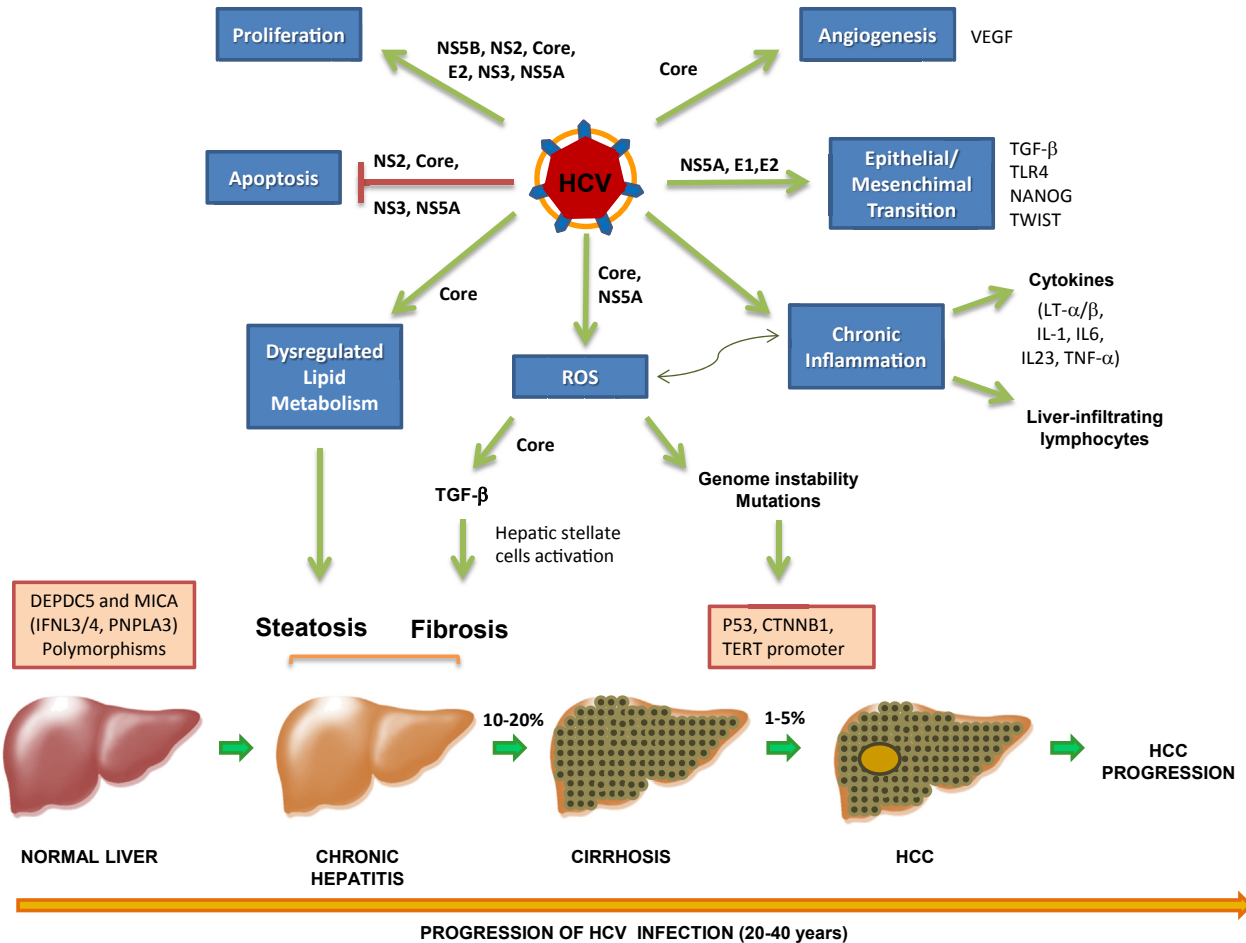 Proliferation
NS5B, NS2, Core,
E2, NS3, NS5A
Core
Angiogenesis
VEGF
Apoptosis
NS2, Core,
NS3, NS5A
HCV
NS5A, E1,E2
Epithelial/
Mesenchimal
Transition
TGF-β
TLR4
NANOG
TWIST
Core
Core,
NS5A
Dysregulated
Lipid
Metabolism
ROS
Chronic
Inflammation
Cytokines
(LT-α/β,
IL-1, IL6,
IL23, TNF-α)
Liver-infiltrating
lymphocytes
Core
TGF-β
Hepatic stellate
cells activation
Genome instability
Mutations
DEPDC5 and MICA
(IFNL3/4, PNPLA3)
Polymorphisms
Steatosis
Fibrosis
P53, CTNNB1,
TERT promoter
10-20%
1-5%
HCC
PROGRESSION
NORMAL LIVER
CHRONIC
HEPATITIS
CIRRHOSIS
HCC
PROGRESSION OF HCV INFECTION (20-40 years)